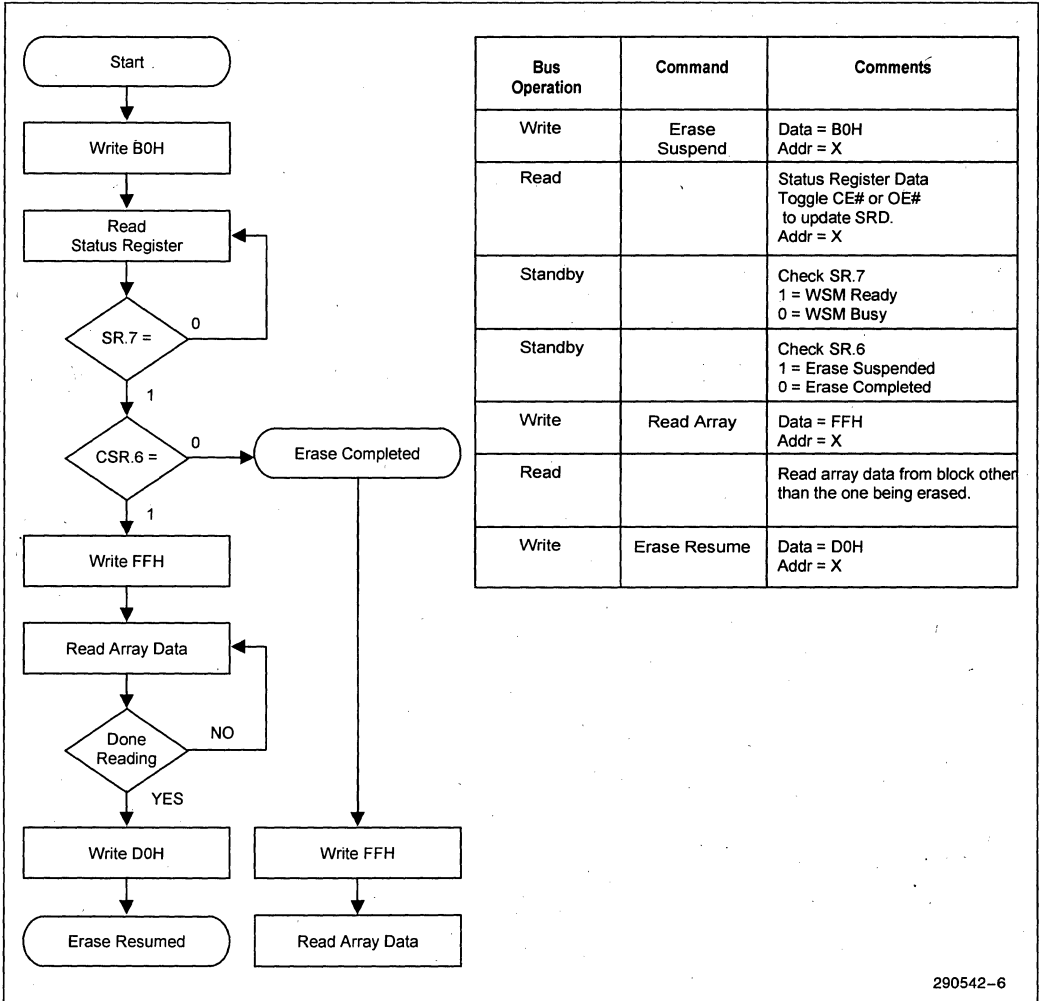 Start
Write B0H
Read
Status Register
SR.7 =
0
1
CSR.6 =
0
Erase Completed
1
Write FFH
Read Array Data
Done
Reading
NO
YES
Write D0H
Write FFH
Erase Resumed
Read Array Data
Bus
Operation
Command
Comments
Write
Erase
Suspend
Data = B0H
Addr = X
Read
Status Register Data
Toggle CE# or OE#
to update SRD.
Addr = X
Standby
Check SR.7
1 = WSM Ready
0 = WSM Busy
Standby
Check SR.6
1 = Erase Suspended
0 = Erase Completed
Write
Read Array
Data = FFH
Addr = X
Read
Read array data from block other
than the one being erased.
Write
Erase Resume
Data = D0H
Addr = X
290542-6